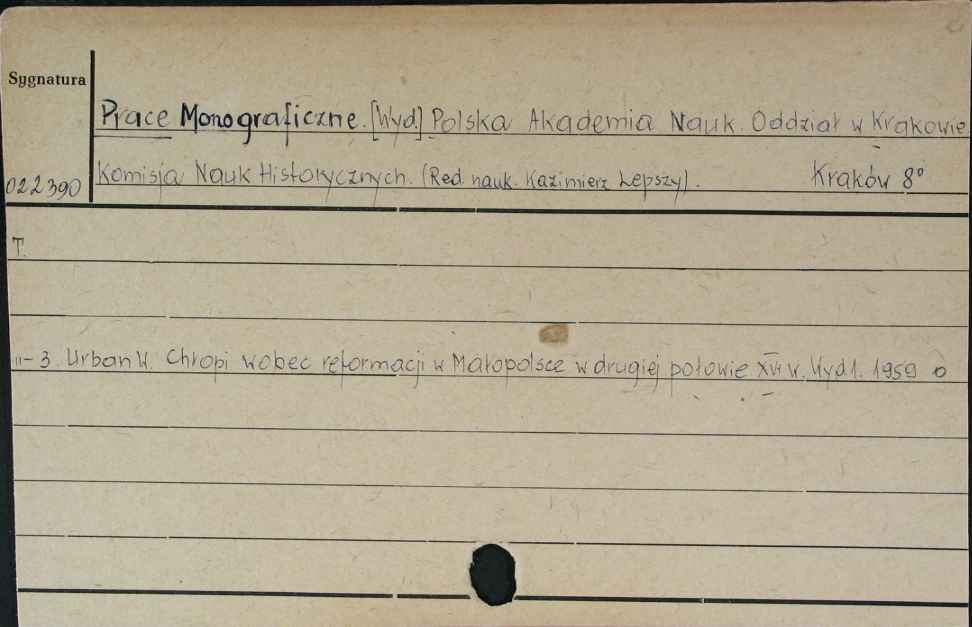 Sygnatura
Prace Monograficzne. [Wyd.] Polska Akademia Nauk. Oddział w Krakowie
022390 Komisja Nauk Historycznych. (Red. nauk. Kazimierz Lepszy). Kraków 8°
T.
"- 3. Urban W. Chłopi wobec reformacji w Małopolsce w drugiej połowie XVI w. Wyd 1. 1959 o